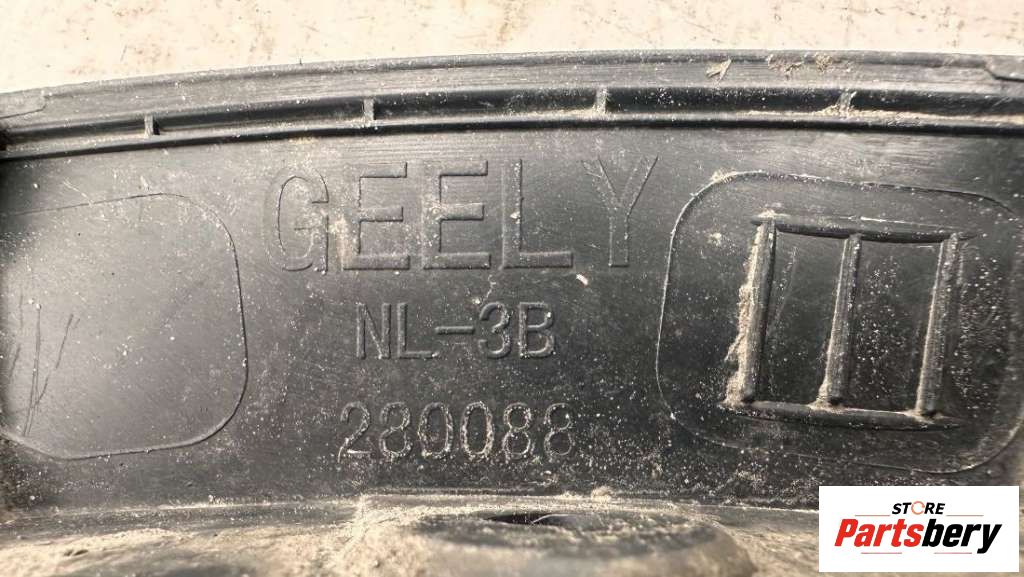 GEELY
NL-3B
280088
STORE
Partsbery